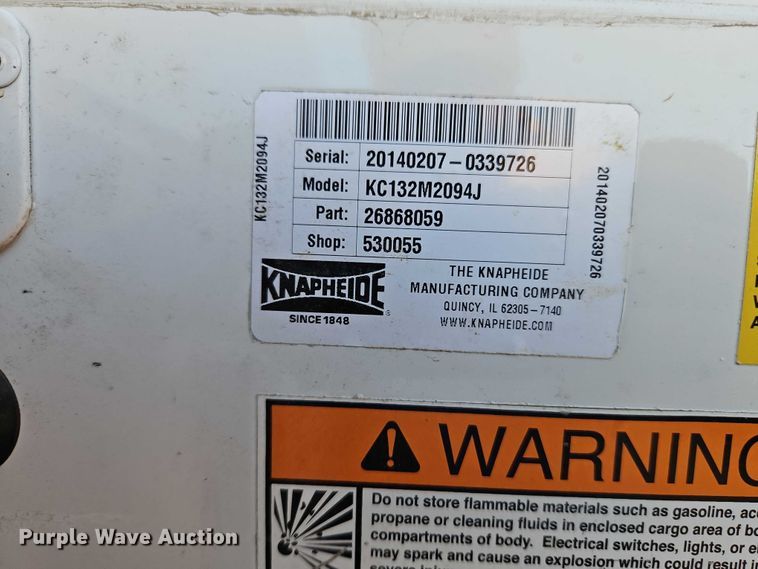 KC132M2094J
Serial: 20140207-0339726
Model: KC132M2094J
Part: 26868059
Shop: 530055
201402070339726
KNAPHEIDE
SINCE 1848
THE KNAPHEIDE
MANUFACTURING COMPANY
QUINCY, IL 62305-7140
WWW.KNAPHEIDE.COM
WARNING
Do not store flammable materials such as gasoline,
propane or cleaning fluids in enclosed cargo area of
compartments of body. Electrical switches, lights, or
may spark and cause an explosion which could result
Purple Wave Auction